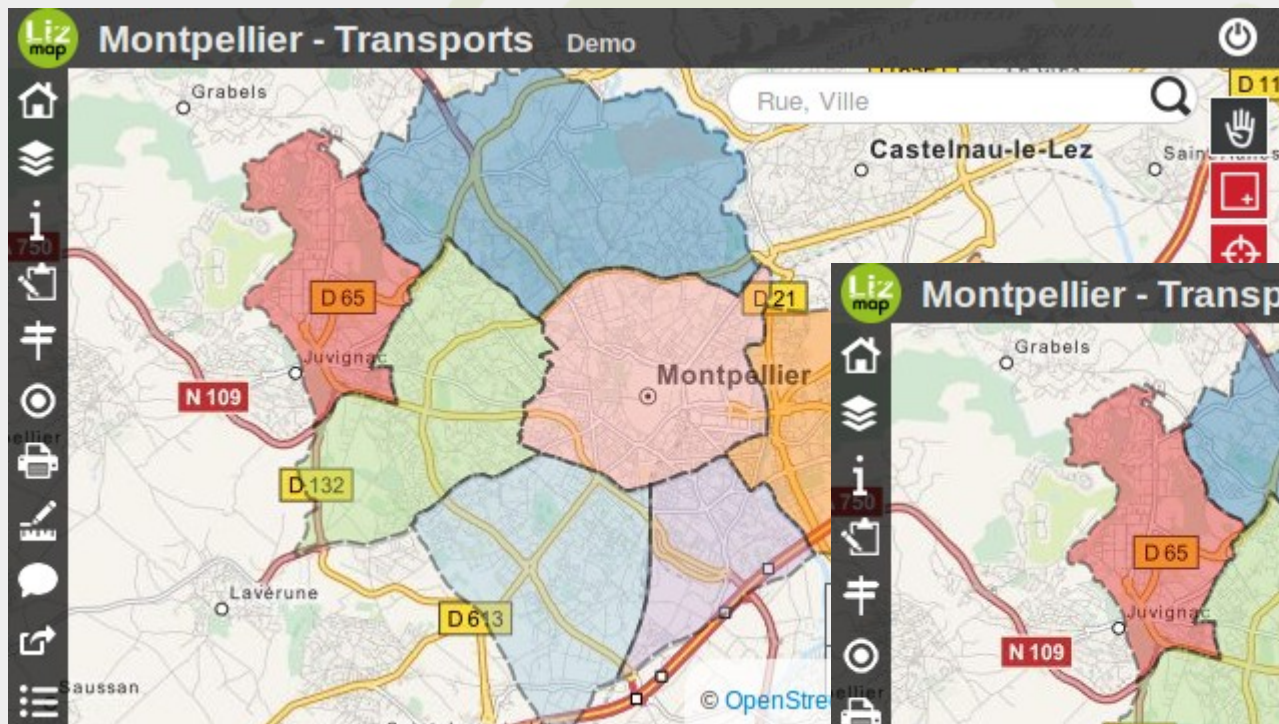 Liz
map
Montpellier - Transports Demo
Rue, Ville
D 11
Grabels
Castelnau-le-Lez
A 750
D 65
D 21
Juvignac
Montpellier
N 109
D 132
Lavérune
D 613
Saussan
© OpenStre
Liz
map
Montpellier - Transp
Grabels
A 750
D 65
Juvignac
N 109